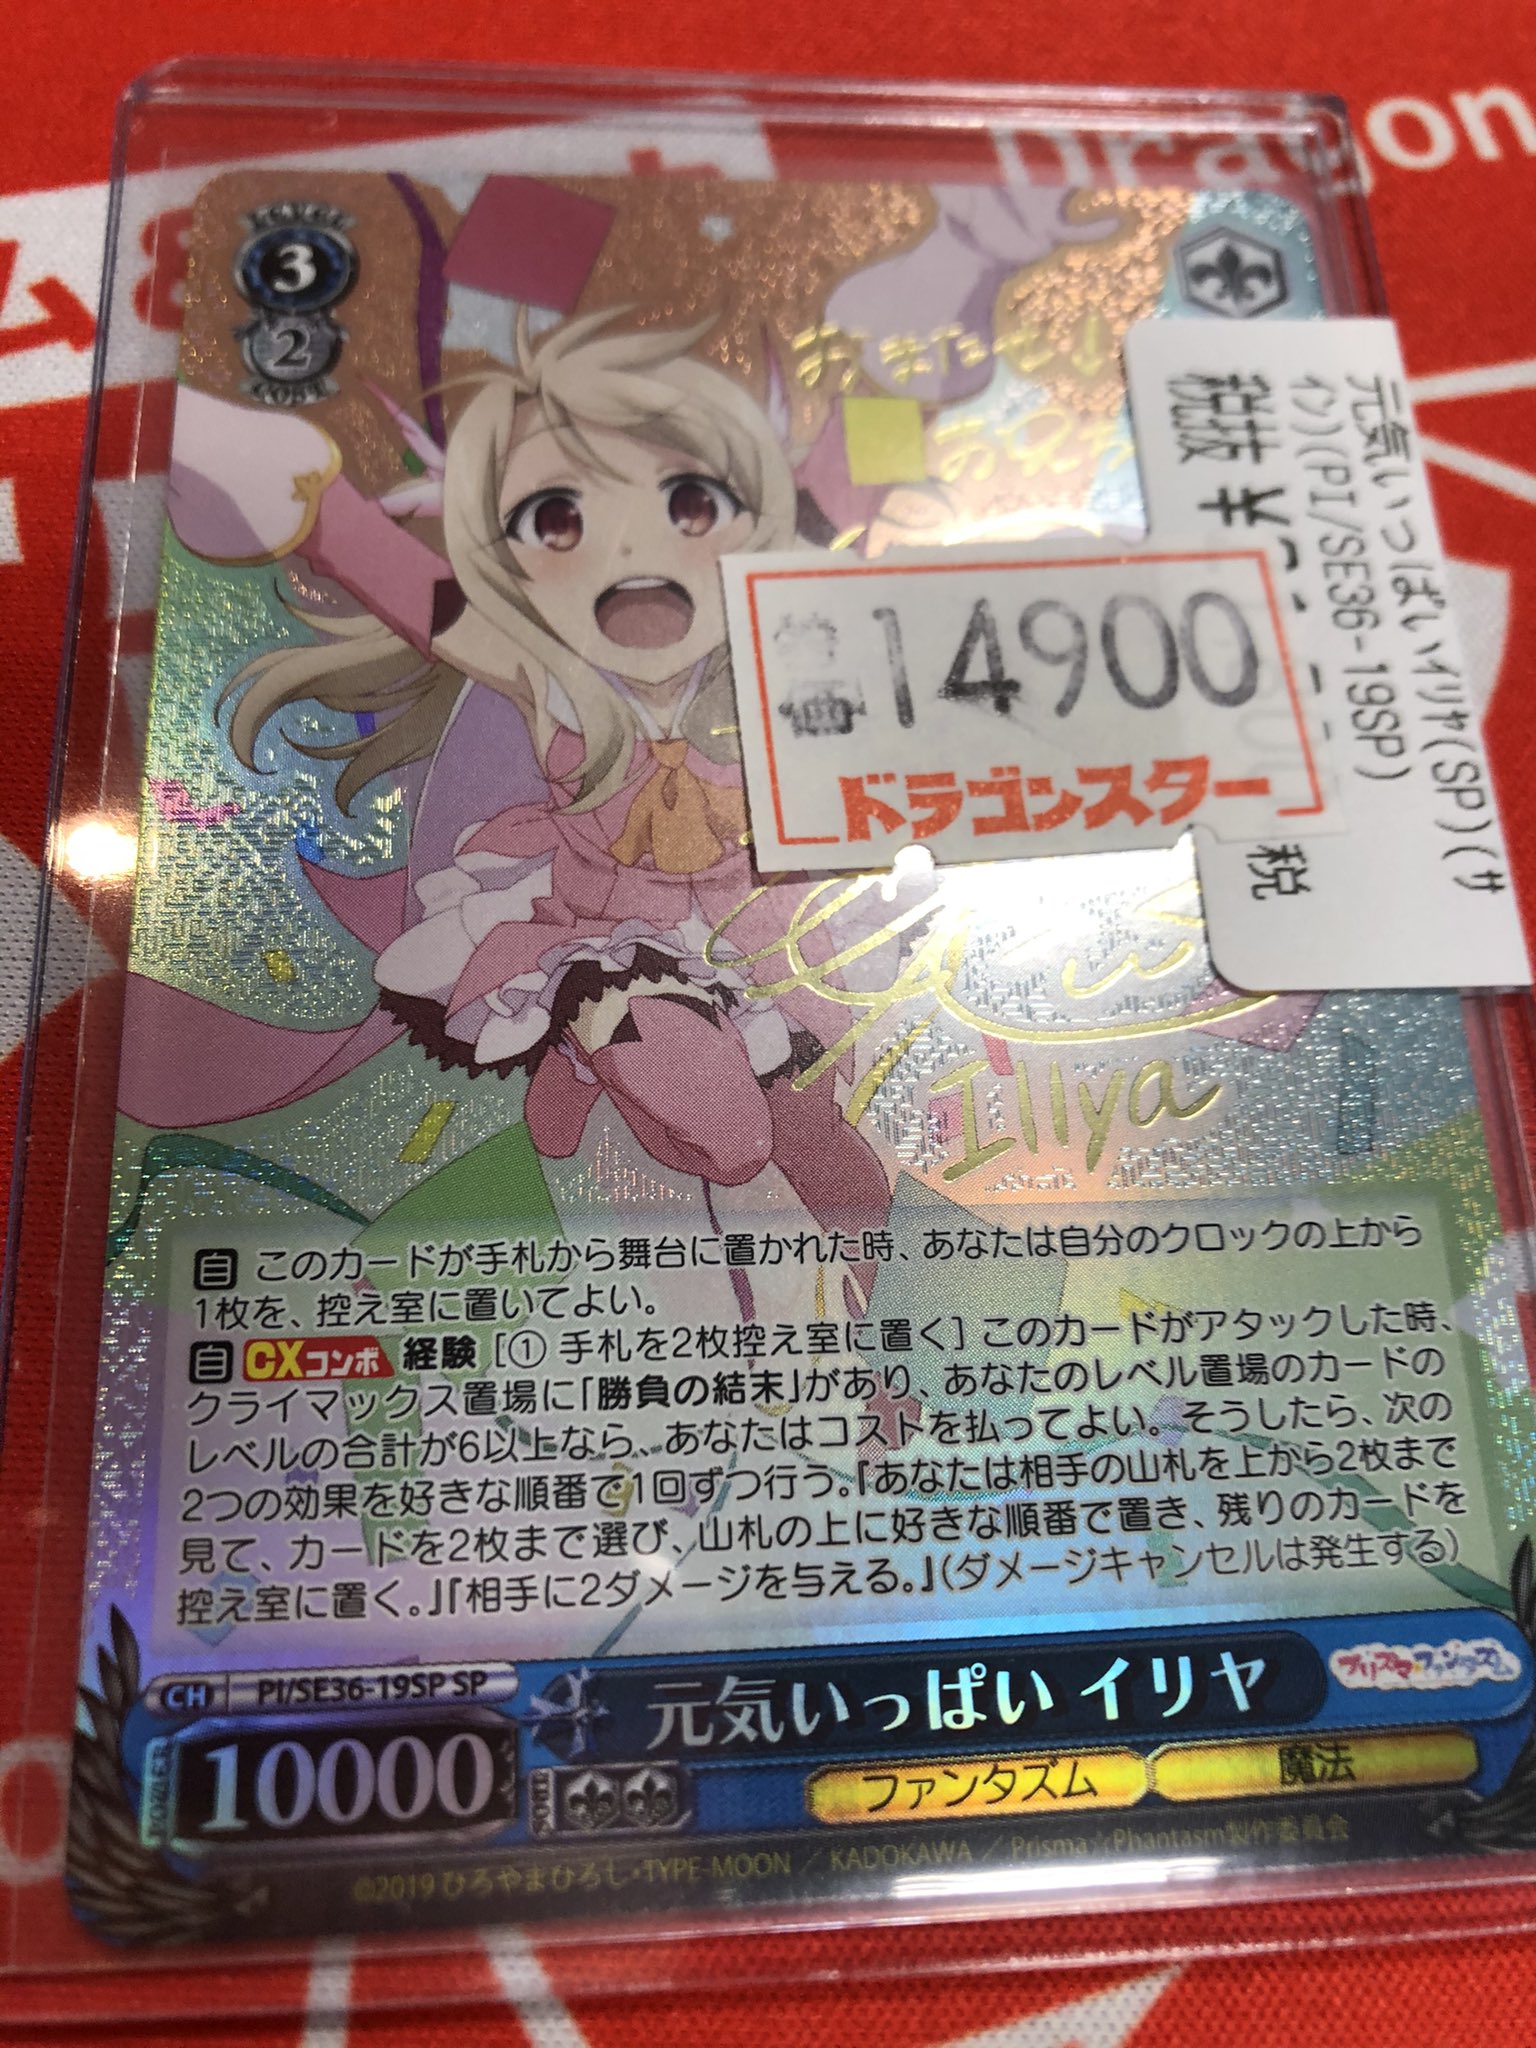 Dragon
LEVEL
3
2
COST
おまたせ↓
お兄ち
元気いっぱいイリヤ(SP)(サ
イン)(PI/SE36-19SP)
税抜 ¥
税
特価
14900
ドラゴンスター
Illya
自 このカードが手札から舞台に置かれた時、あなたは自分のクロックの上から
1枚を、控え室に置いてよい。
自 CXコンボ 経験 [① 手札を2枚控え室に置く] このカードがアタックした時、
クライマックス置場に「勝負の結末」があり、あなたのレベル置場のカードの
レベルの合計が6以上なら、あなたはコストを払ってよい。そうしたら、次の
2つの効果を好きな順番で1回ずつ行う。『あなたは相手の山札を上から2枚まで
見て、カードを2枚まで選び、山札の上に好きな順番で置き、残りのカードを
控え室に置く。』『相手に2ダメージを与える。』（ダメージキャンセルは発生する）
CH PI/SE36-19SP SP
元気いっぱい イリヤ
プリズマ☆ファンタズム
POWER
10000
ファンタズム
魔法
©2019 ひろやまひろし・TYPE-MOON ／ KADOKAWA ／ Prisma☆Phantasm製作委員会